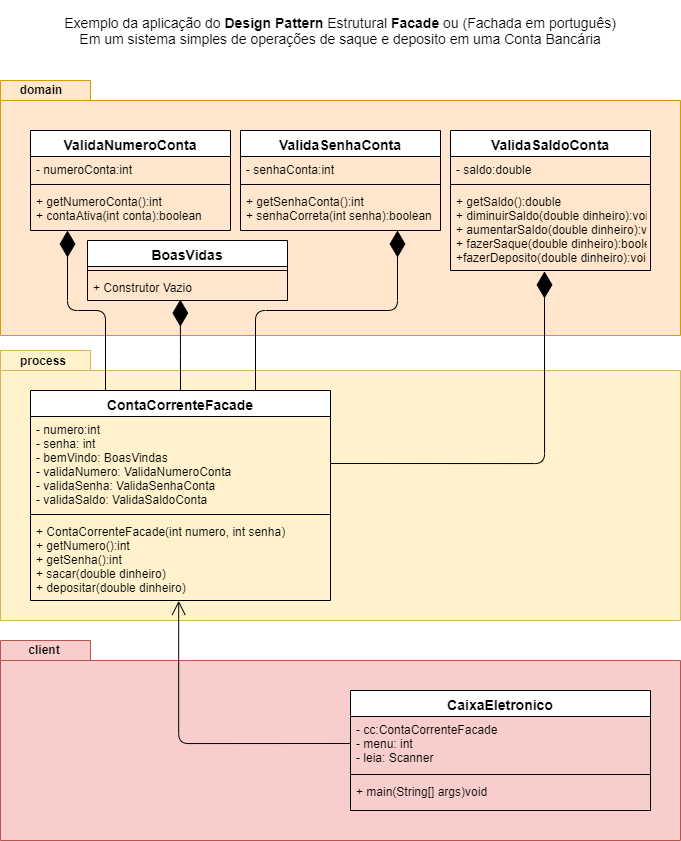 Exemplo da aplicação do Design Pattern Estrutural Facade ou (Fachada em português)
Em um sistema simples de operações de saque e deposito em uma Conta Bancária
domain
ValidaNumeroConta
- numeroConta:int
+ getNumeroConta():int
+ contaAtiva(int conta):boolean
ValidaSenhaConta
- senhaConta:int
+ getSenhaConta():int
+ senhaCorreta(int senha):boolean
ValidaSaldoConta
- saldo:double
+ getSaldo():double
+ diminuirSaldo(double dinheiro):voi
+ aumentarSaldo(double dinheiro):v
+ fazerSaque(double dinheiro):boole
+fazerDeposito(double dinheiro):voi
BoasVidas
+ Construtor Vazio
process
ContaCorrenteFacade
- numero:int
- senha: int
- bemVindo: BoasVindas
- validaNumero: ValidaNumeroConta
- validaSenha: ValidaSenhaConta
- validaSaldo: ValidaSaldoConta
+ ContaCorrenteFacade(int numero, int senha)
+ getNumero():int
+ getSenha():int
+ sacar(double dinheiro)
+ depositar(double dinheiro)
client
CaixaEletronico
- cc:ContaCorrenteFacade
- menu: int
- leia: Scanner
+ main(String[] args)void